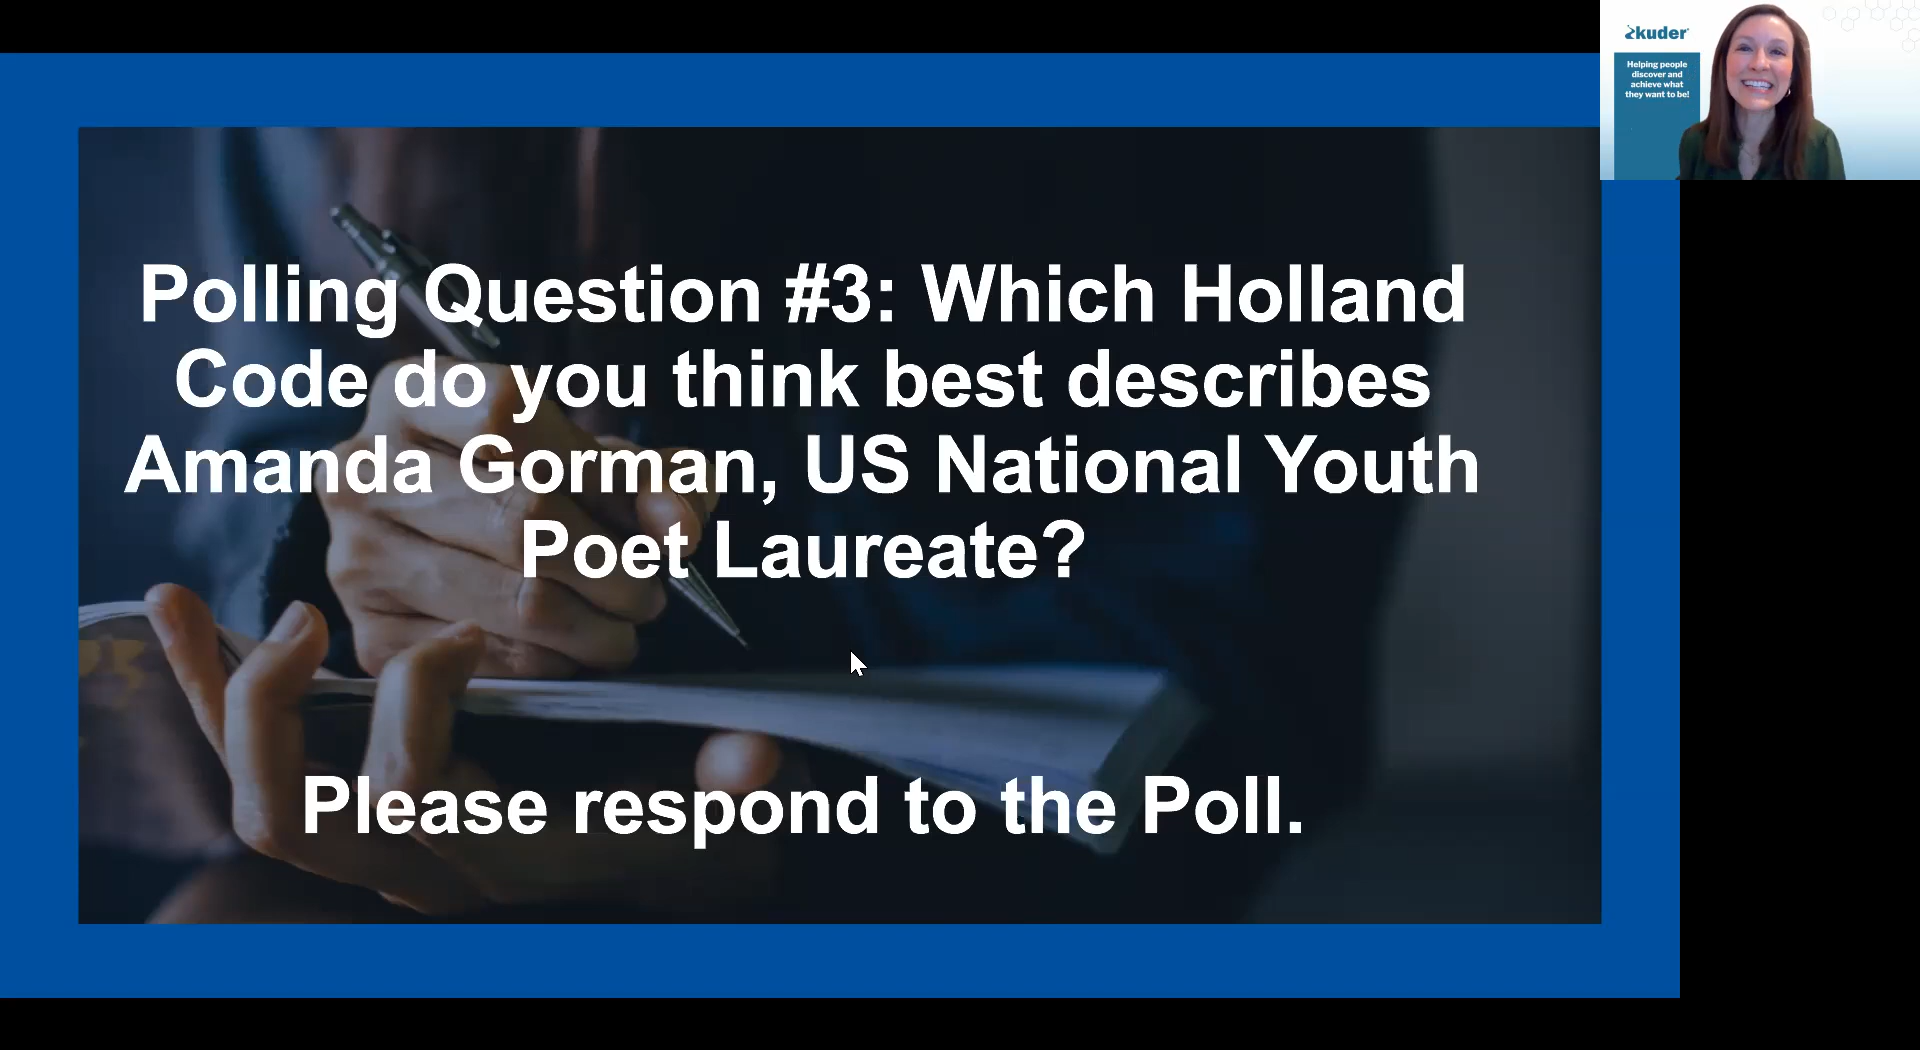 Polling Question #3: Which Holland
Code do you think best describes
Amanda Gorman, US National Youth
Poet Laureate?
Please respond to the Poll.
kuder
Helping people
discover and
achieve what
they want to be!